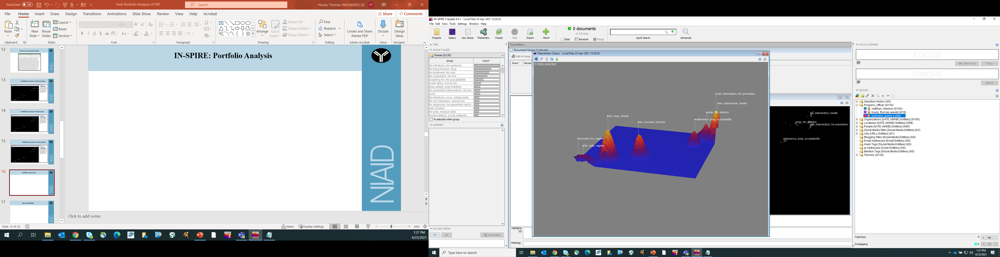 AutoSave Off
Total Portfolio Analysis of PSP
Search
Houze, Thomas (NIH/NIAID) [E] HT
File Home Insert Draw Design Transitions Animations Slide Show Review View Help Acrobat
Share Comments
Paste
New Slide
Reuse Slides
Layout
Reset
Section
24
Arrange
Quick Styles
Shape Fill
Shape Outline
Shape Effects
Find
Replace
Select
Create and Share Adobe PDF
Dictate
Design Ideas
Clipboard Slides Font Paragraph Drawing Editing Adobe Acrobat Voice Designer
12
13
14
15
16
17
IN-SPIRE: Portfolio Analysis
NIAID
Click to add notes
Slide 16 of 26
Notes Display Settings 88%
1:37 PM
4/25/2021
IN-SPIRE 5 Update 9.4.1 - Local Files 25-Apr-2021 12:20:33
File Edit View Tools Settings Window Help
Projects Galaxy Doc Viewer ThemeView Facets Time Export More
0 documents
of 130 total
Clear Reverse Focus
Quick Search
Advanced
TIME
GROUP FOLDER
Themes (0/130)
Group Count
hiv infections, hiv epidemic
hiv transmission, drug
hiv treatment, hiv care
hiv acquisition, hiv risk
acquiring hiv, hiv susceptibility
south africa, risk for hiv
prep uptake, prep initiation
hiv prevention interventions, hiv pre...
msm
hiv infections occur, adolescents
hiv risk behaviors, sexual risk
hiv diagnosis, hiv prevention and tr...
mpt, product
hiv prep, release rates
social network, social networks
% selected within group
SUMMARY
OUTLIER TERMS
Recalculate
Focus history...
Document Viewer 0 selected
Add to Group
Score Viewed
ThemeView Classic - Local Files 25-Apr-2021 12:20:33
0 total selected
risk, intervention, hiv prevention
hiv, intervention, health
prep, hiv, delivery
hiv, drug, clinical
adherence, prep, acceptability
hiv, mucosal, immune
mucosal, hiv, vaginal
hiv, cells, vaginal
hiv, intervention, health
prep, hiv, delivery
risk, intervention, hiv prevention
adherence, prep, acceptability
Highlights
(0)
Markings
FOCUS & IGNORE
FOCUS
Clear Focus Focus
IGNORE
Ignore
GROUPS
Selection History (0/0)
Program_Officer (0/130)
mathias, cherlynn (0/102)
houze, thomas averell (0/19)
cummins, james e (0/9)
Organizations [GATE (ANNIE) Entities] (0/100)
Locations [GATE (ANNIE) Entities] (0/98)
People [GATE (ANNIE) Entities] (0/85)
Social Media Sites [Social Media Entities] (0/3)
Urls [URLs Entities] (0/1)
Blogging Sites [Social Media Entities] (0/0)
Email Addresses [Email Entities] (0/0)
Hash Tags [Social Media Entities] (0/0)
Ip Addresses [Cyber Entities] (0/0)
Mention Tags [Social Media Entities] (0/0)
Themes (0/130)
Total Docs 9 + Sel -
Overlapping 0 + Sel -
Type here to search
1:37 PM
4/25/2021